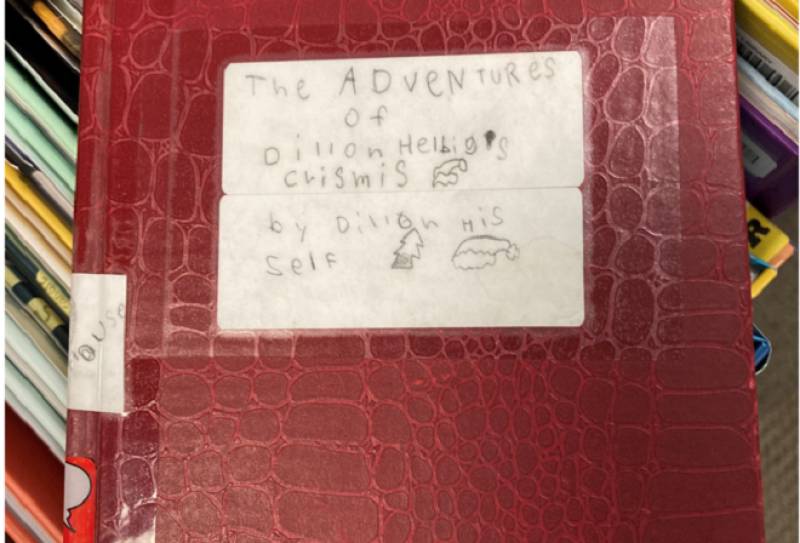 The ADVENTURES
Of
Dillon Helbig's
crismis
by Dillon His
Self
R